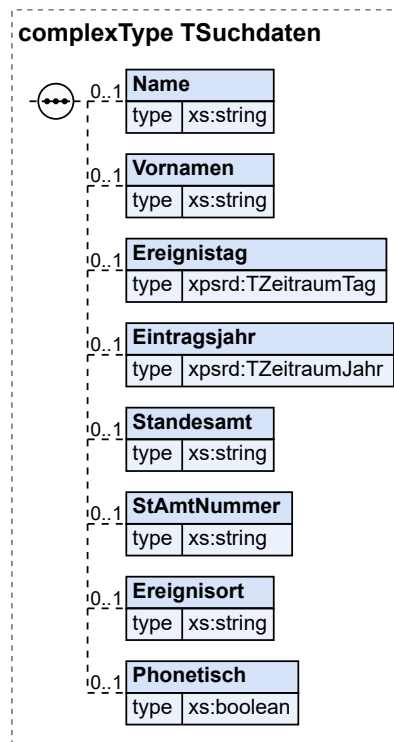 complexType TSuchdaten
0..1 Name
type xs:string
0..1 Vornamen
type xs:string
0..1 Ereignistag
type xpsrd:TZeitraumTag
0..1 Eintragsjahr
type xpsrd:TZeitraumJahr
0..1 Standesamt
type xs:string
0..1 StAmtNummer
type xs:string
0..1 Ereignisort
type xs:string
0..1 Phonetisch
type xs:boolean